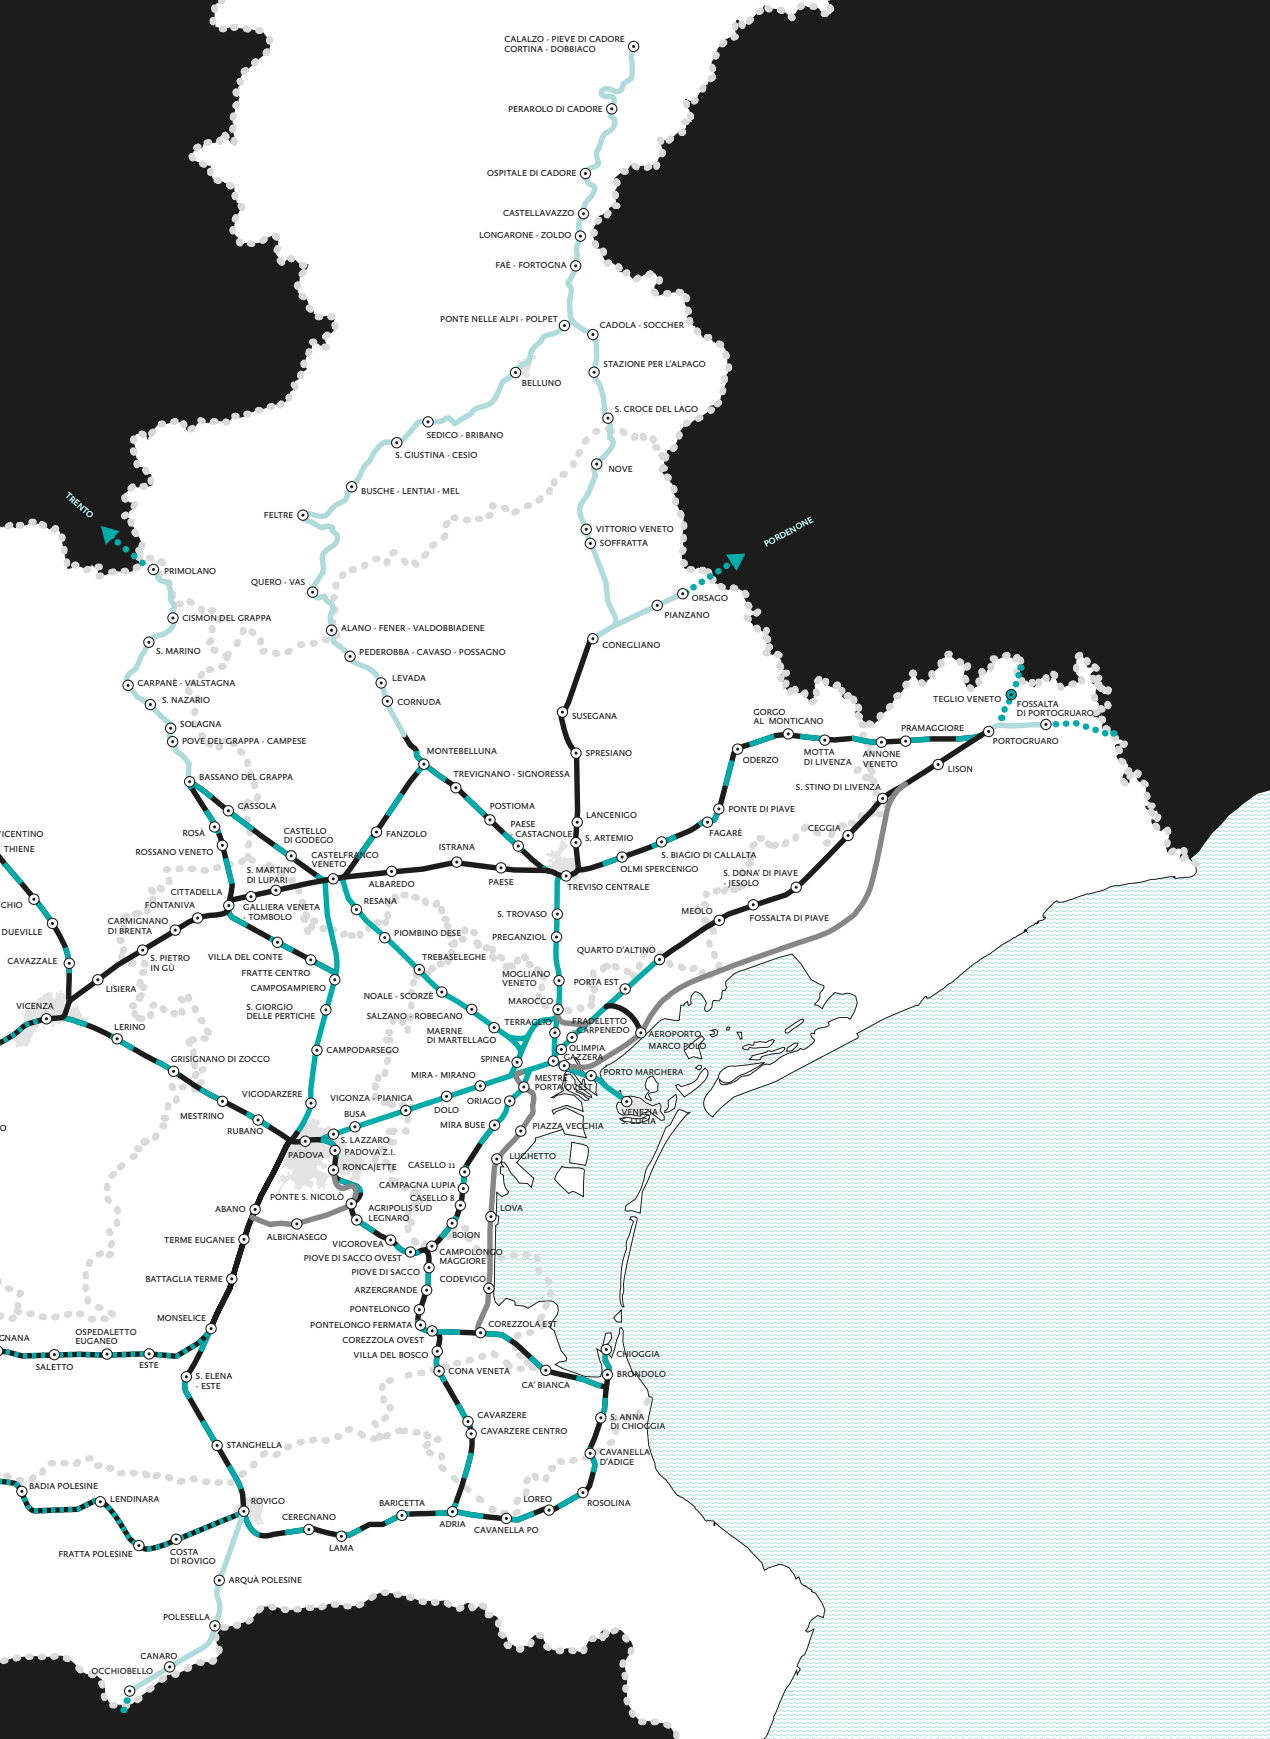 CALALZO - PIEVE DI CADORE
CORTINA - DOBBIACO
PERAROLO DI CADORE
OSPITALE DI CADORE
CASTELLAVAZZO
LONGARONE - ZOLDO
FAÈ - FORTOGNA
PONTE NELLE ALPI - POLPET
CADOLA - SOCCHER
STAZIONE PER L'ALPAGO
BELLUNO
S. CROCE DEL LAGO
SEDICO - BRIBANO
S. GIUSTINA - CESIO
NOVE
BUSCHE - LENTIAI - MEL
TRENTO
FELTRE
VITTORIO VENETO
SOFFRATTA
PORDENONE
PRIMOLANO
QUERO - VAS
ORSAGO
PIANZANO
CISMON DEL GRAPPA
ALANO - FENER - VALDOBBIADENE
CONEGLIANO
S. MARINO
PEDEROBBA - CAVASO - POSSAGNO
LEVADA
CARPANÈ - VALSTAGNA
S. NAZARIO
CORNUDA
TEGLIO VENETO
FOSSALTA
DI PORTOGRUARO
SUSEGANA
GORGO
AL MONTICANO
SOLAGNA
PRAMAGGIORE
POVE DEL GRAPPA - CAMPESE
PORTOGRUARO
MONTEBELLUNA
SPRESIANO
ODERZO
MOTTA
DI LIVENZA
ANNONE
VENETO
LISON
BASSANO DEL GRAPPA
TREVIGNANO - SIGNORESSA
S. STINO DI LIVENZA
CASSOLA
POSTIOMA
LANCENIGO
PONTE DI PIAVE
ROSÀ
CASTELLO
DI GODEGO
FANZOLO
PAESE
- CASTAGNOLE
S. ARTEMIO
FAGARÈ
CEGGIA
VICENTINO
THIENE
ROSSANO VENETO
CASTELFRANCO
VENETO
ISTRANA
S. BIAGIO DI CALLALTA
OLMI SPERCENIGO
S. MARTINO
DI LUPARI
ALBAREDO
PAESE
TREVISO CENTRALE
S. DONA' DI PIAVE
- JESOLO
CITTADELLA
FONTANIVA
GALLIERA VENETA
- TOMBOLO
RESANA
CHIO
S. TROVASO
MEOLO
FOSSALTA DI PIAVE
CARMIGNANO
DI BRENTA
DUEVILLE
PIOMBINO DESE
PREGANZIOL
QUARTO D'ALTINO
CAVAZZALE
S. PIETRO
IN GÙ
VILLA DEL CONTE
TREBASELEGHE
FRATTE CENTRO
CAMPOSAMPIERO
MOGLIANO
VENETO
PORTA EST
LISIERA
NOALE - SCORZÈ
MAROCCO
VICENZA
S. GIORGIO
DELLE PERTICHE
SALZANO - ROBEGANO
LERINO
TERRAGLIO
FRADELETTO
CARPENEDO
AEROPORTO
MARCO POLO
MAERNE
DI MARTELLAGO
OLIMPIA
GAZZERA
GRISIGNANO DI ZOCCO
CAMPODARSEGO
SPINEA
PORTO MARGHERA
MIRA - MIRANO
MESTRE
PORTA OVEST
VIGODARZERE
VIGONZA - PIANIGA
ORIAGO
DOLO
MESTRINO
BUSA
VENEZIA
S. LUCIA
RUBANO
MIRA BUSE
PIAZZA VECCHIA
O
S. LAZZARO
PADOVA
PADOVA Z.I.
LUGHETTO
RONCAJETTE
CASELLO 11
CAMPAGNA LUPIA
PONTE S. NICOLÒ
CASELLO 8
ABANO
AGRIPOLIS SUD
LEGNARO
LOVA
ALBIGNASEGO
BOION
TERME EUGANEE
VIGOROVEA
PIOVE DI SACCO OVEST
CAMPOLONGO
MAGGIORE
PIOVE DI SACCO
BATTAGLIA TERME
CODEVIGO
ARZERGRANDE
PONTELONGO
MONSELICE
PONTELONGO FERMATA
COREZZOLA EST
GNANA
OSPEDALETTO
EUGANEO
COREZZOLA OVEST
SALETTO
ESTE
VILLA DEL BOSCO
CHIOGGIA
S. ELENA
- ESTE
CONA VENETA
CA' BIANCA
BRONDOLO
CAVARZERE
S. ANNA
DI CHIOGGIA
CAVARZERE CENTRO
STANGHELLA
CAVANELLA
D'ADIGE
BADIA POLESINE
LENDINARA
ROVIGO
BARICETTA
LOREO
ROSOLINA
CEREGNANO
ADRIA
CAVANELLA PO
LAMA
FRATTA POLESINE
COSTA
DI ROVIGO
ARQUÀ POLESINE
POLESELLA
CANARO
OCCHIOBELLO